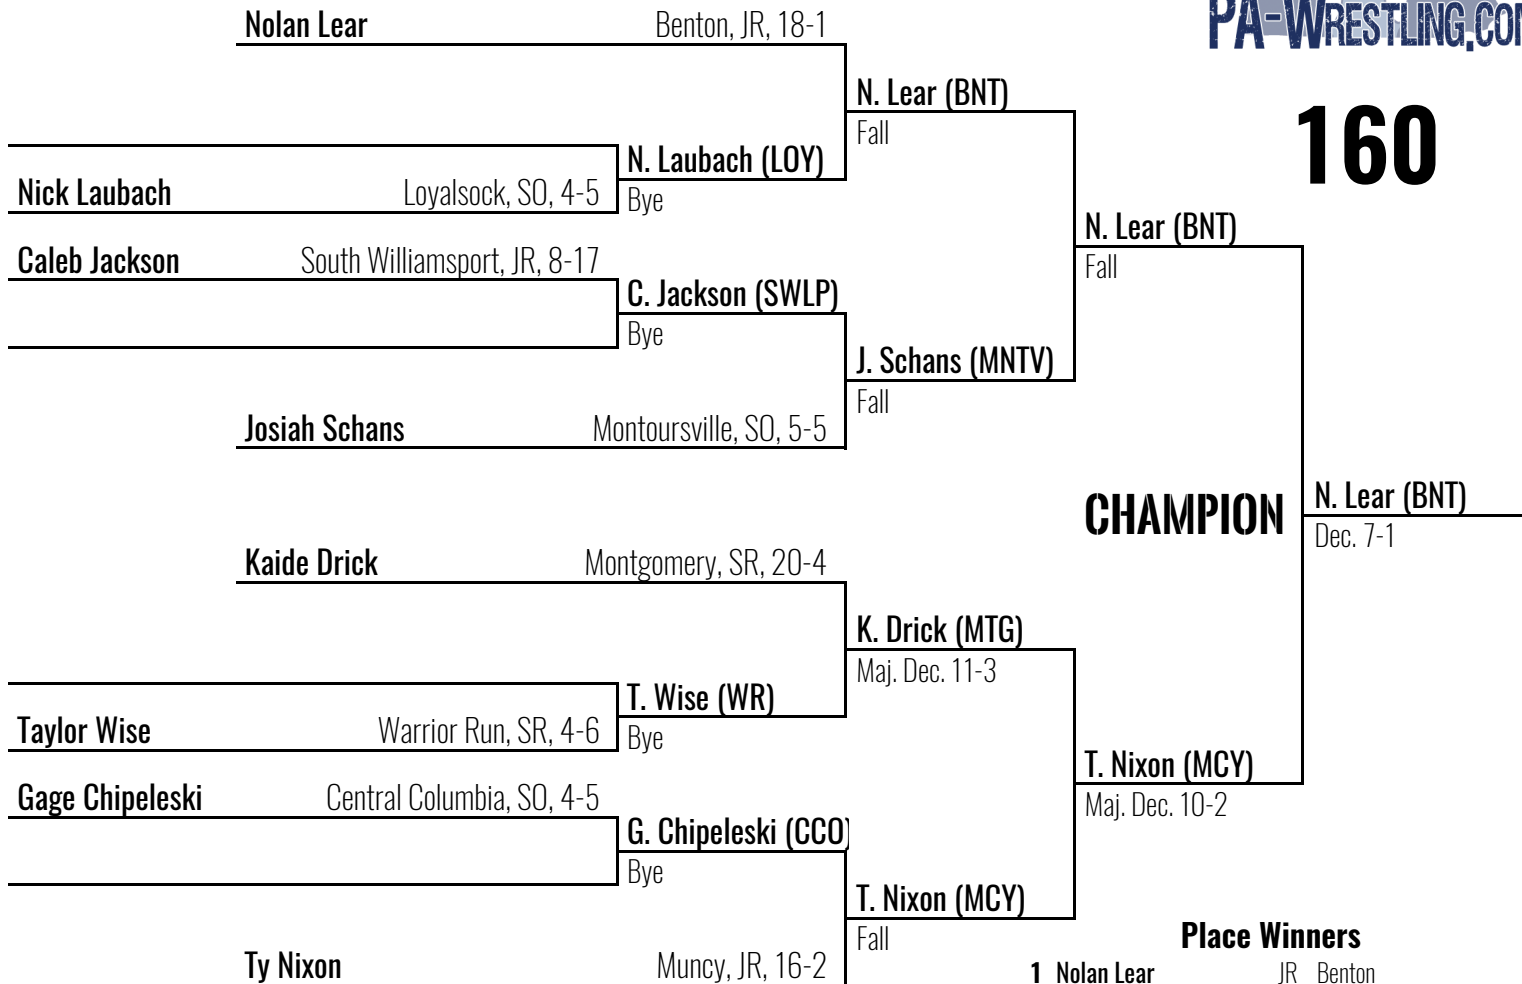 Nolan Lear Benton, JR, 18-1
PA-WRESTLING.COM
N. Lear (BNT)
Fall
160
N. Laubach (LOY)
Nick Laubach Loyalsock, SO, 4-5
Bye
N. Lear (BNT)
Fall
Caleb Jackson South Williamsport, JR, 8-17
C. Jackson (SWLP)
Bye
J. Schans (MNTV)
Fall
Josiah Schans Montoursville, SO, 5-5
CHAMPION
N. Lear (BNT)
Dec. 7-1
Kaide Drick Montgomery, SR, 20-4
K. Drick (MTG)
Maj. Dec. 11-3
T. Wise (WR)
Taylor Wise Warrior Run, SR, 4-6
Bye
T. Nixon (MCY)
Maj. Dec. 10-2
Gage Chipeleski Central Columbia, SO, 4-5
G. Chipeleski (CCO)
Bye
T. Nixon (MCY)
Fall
Ty Nixon Muncy, JR, 16-2
Place Winners
1 Nolan Lear JR Benton